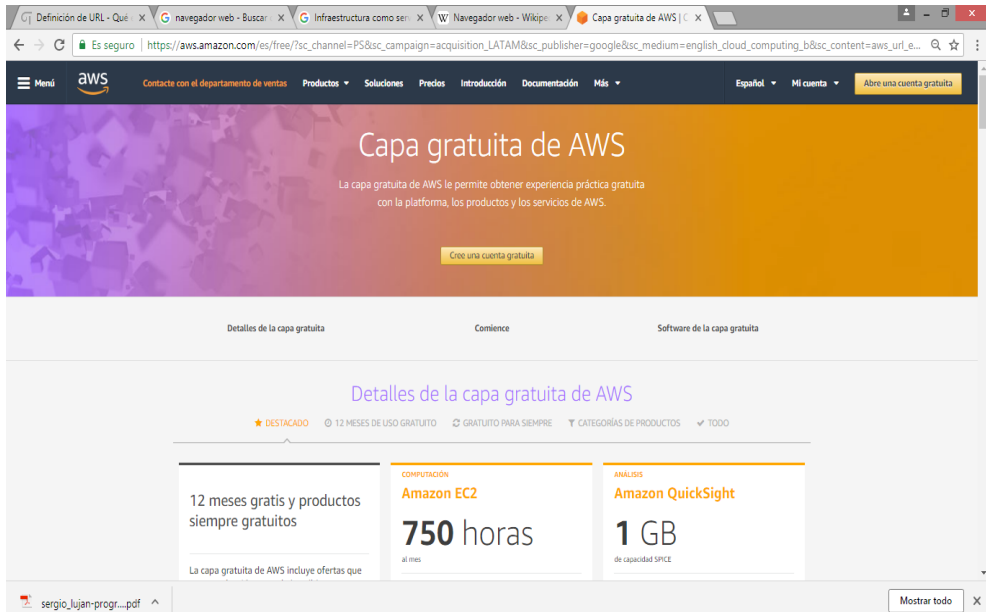 Definición de URL - Qué
navegador web - Buscar
Infraestructura como ser
Navegador web - Wikipe
Capa gratuita de AWS | C
Es seguro | https://aws.amazon.com/es/free/?sc_channel=PS&sc_campaign=acquisition_LATAM&sc_publisher=google&sc_medium=english_cloud_computing_b&sc_content=aws_url_e...
Menú
aws
Contacte con el departamento de ventas
Productos
Soluciones
Precios
Introducción
Documentación
Más
Español
Mi cuenta
Abre una cuenta gratuita
Capa gratuita de AWS
La capa gratuita de AWS le permite obtener experiencia práctica gratuita
con la platforma, los productos y los servicios de AWS.
Cree una cuenta gratuita
Detalles de la capa gratuita
Comience
Software de la capa gratuita
Detalles de la capa gratuita de AWS
DESTACADO
12 MESES DE USO GRATUITO
GRATUITO PARA SIEMPRE
CATEGORÍAS DE PRODUCTOS
TODO
12 meses gratis y productos
siempre gratuitos
La capa gratuita de AWS incluye ofertas que
COMPUTACIÓN
Amazon EC2
750 horas
al mes
ANÁLISIS
Amazon QuickSight
1 GB
de capacidad SPICE
sergio_lujan-progr....pdf
Mostrar todo